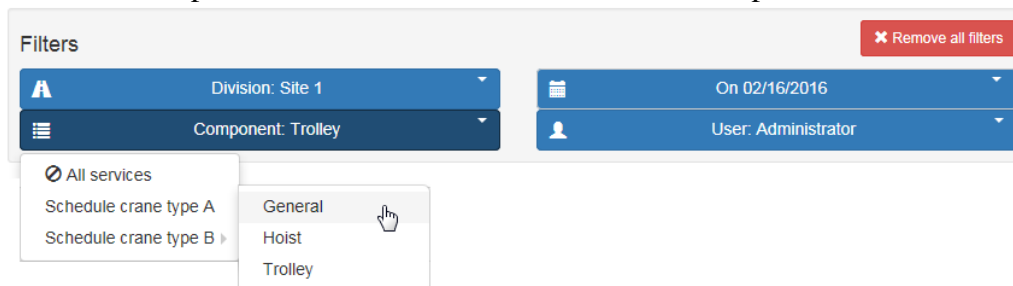 Filters
Remove all filters
Division: Site 1
On 02/16/2016
Component: Trolley
User: Administrator
All services
Schedule crane type A
General
Schedule crane type B
Hoist
Trolley